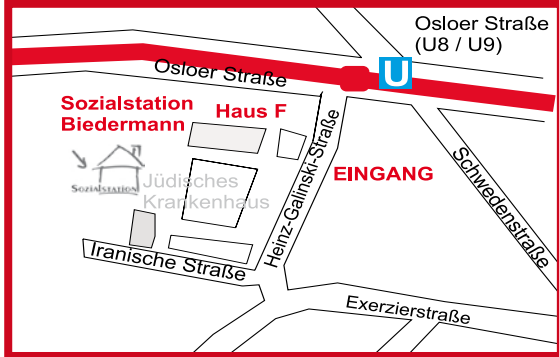 Osloer Straße
(U8 / U9)
U
Osloer Straße
Sozialstation
Biedermann
Haus F
EINGANG
Heinz-Galinski-Straße
Schwedenstraße
SOZIALSTATION
Jüdisches
Krankenhaus
Iranische Straße
Exerzierstraße